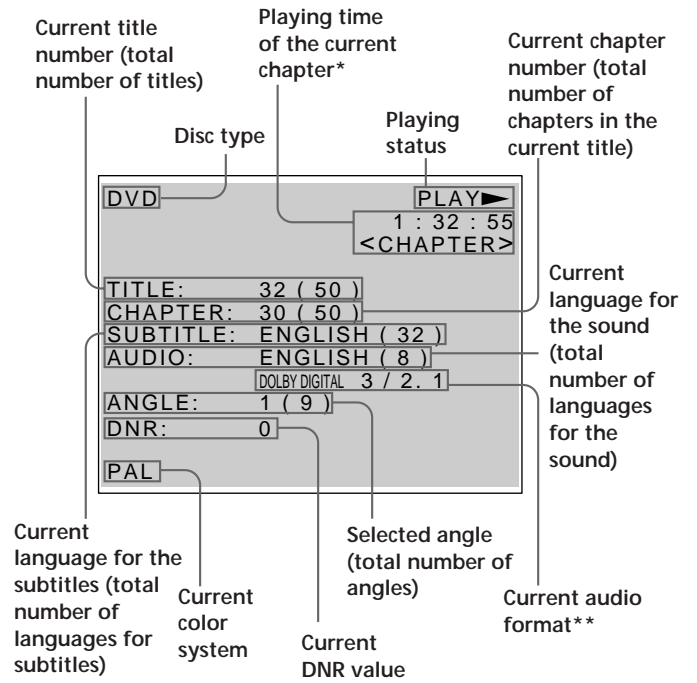 Current title
number (total
number of titles)
Playing time
of the current
chapter*
Current chapter
number (total
number of
chapters in the
current title)
Disc type
Playing
status
DVD
PLAY►
1 : 32 : 55
<CHAPTER>
TITLE: 32 ( 50 )
CHAPTER: 30 ( 50 )
SUBTITLE: ENGLISH ( 32 )
AUDIO: ENGLISH ( 8 )
DOLBY DIGITAL 3 / 2. 1
ANGLE: 1 ( 9 )
DNR: 0
PAL
Current
language for
the sound
(total
number of
languages
for the
sound)
Current
language for the
subtitles (total
number of
languages for
subtitles)
Current
color
system
Current
DNR value
Selected angle
(total number of
angles)
Current audio
format**